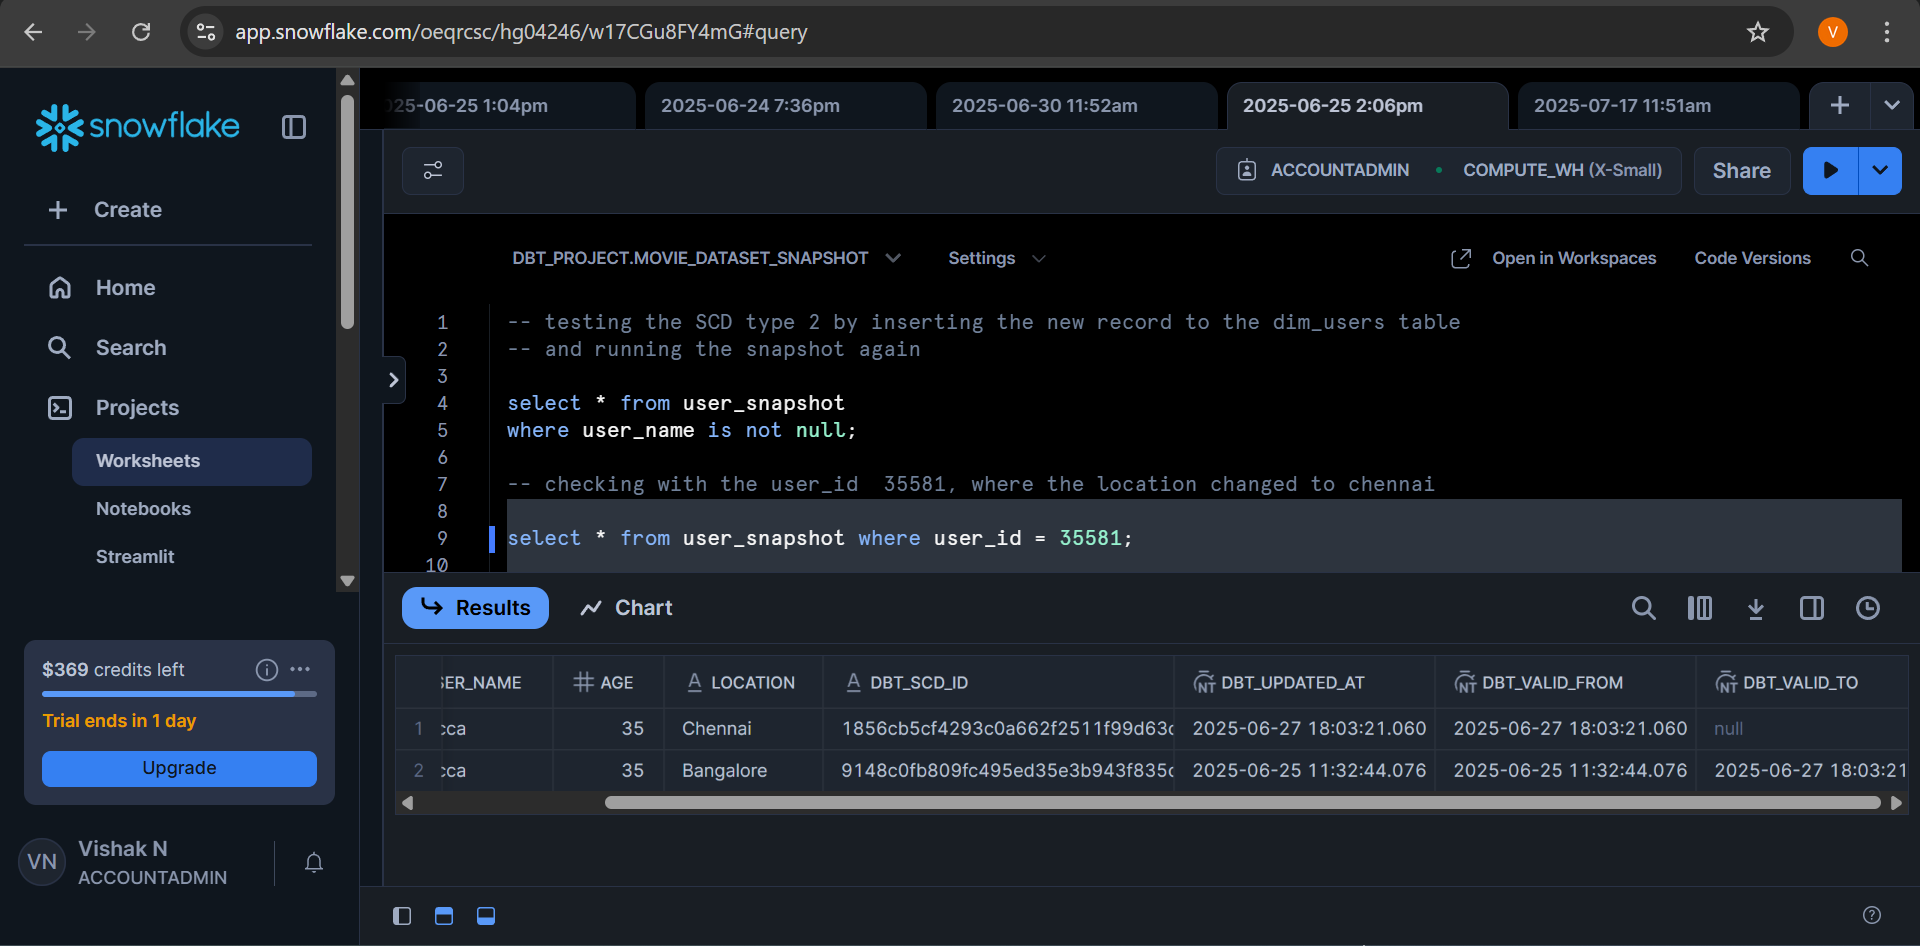 app.snowflake.com/oeqrcsc/hg04246/w17CGu8FY4mG#query
V
snowflake
Create
Home
Search
Projects
Worksheets
Notebooks
Streamlit
$369 credits left
Trial ends in 1 day
Upgrade
VN
Vishak N
ACCOUNTADMIN
025-06-25 1:04pm
2025-06-24 7:36pm
2025-06-30 11:52am
2025-06-25 2:06pm
2025-07-17 11:51am
ACCOUNTADMIN • COMPUTE_WH (X-Small)
Share
DBT_PROJECT.MOVIE_DATASET_SNAPSHOT
Settings
Open in Workspaces
Code Versions
1 -- testing the SCD type 2 by inserting the new record to the dim_users table
2 -- and running the snapshot again
3
4 select * from user_snapshot
5 where user_name is not null;
6
7 -- checking with the user_id  35581, where the location changed to chennai
8
9 select * from user_snapshot where user_id = 35581;
10
Results
Chart
SER_NAME # AGE A LOCATION A DBT_SCD_ID NT DBT_UPDATED_AT NT DBT_VALID_FROM NT DBT_VALID_TO
1 cca 35 Chennai 1856cb5cf4293c0a662f2511f99d63c 2025-06-27 18:03:21.060 2025-06-27 18:03:21.060 null
2 cca 35 Bangalore 9148c0fb809fc495ed35e3b943f835c 2025-06-25 11:32:44.076 2025-06-25 11:32:44.076 2025-06-27 18:03:21